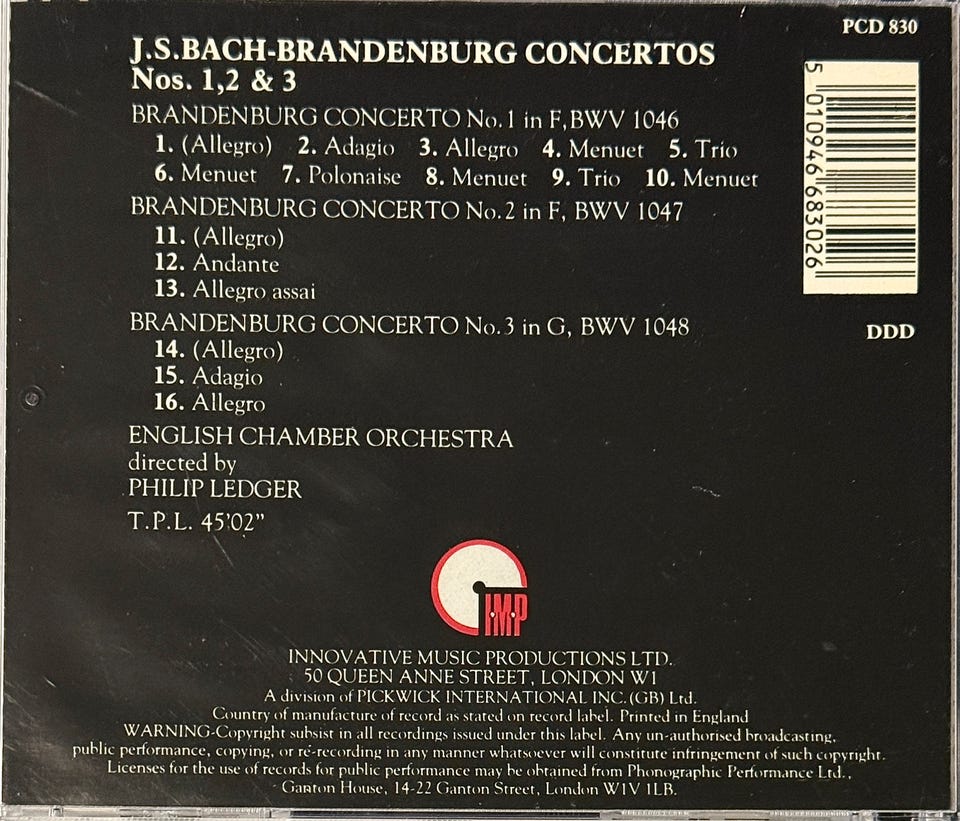 PCD 830
J.S.BACH-BRANDENBURG CONCERTOS
Nos. 1,2 & 3
BRANDENBURG CONCERTO No.1 in F,BWV 1046
1. (Allegro) 2. Adagio 3. Allegro 4. Menuet 5. Trio
6. Menuet 7. Polonaise 8. Menuet 9. Trio 10. Menuet
BRANDENBURG CONCERTO No.2 in F, BWV 1047
11. (Allegro)
12. Andante
13. Allegro assai
BRANDENBURG CONCERTO No.3 in G, BWV 1048
14. (Allegro)
15. Adagio
16. Allegro
ENGLISH CHAMBER ORCHESTRA
directed by
PHILIP LEDGER
T.P.L. 45'02"
5 010946 683026
DDD
I·M·P
INNOVATIVE MUSIC PRODUCTIONS LTD.
50 QUEEN ANNE STREET, LONDON W1
A division of PICKWICK INTERNATIONAL INC.(GB) Ltd.
Country of manufacture of record as stated on record label. Printed in England
WARNING-Copyright subsist in all recordings issued under this label. Any un-authorised broadcasting,
public performance, copying, or re-recording in any manner whatsoever will constitute infringement of such copyright.
Licenses for the use of records for public performance may be obtained from Phonographic Performance Ltd.,
Ganton House, 14-22 Ganton Street, London W1V 1LB.